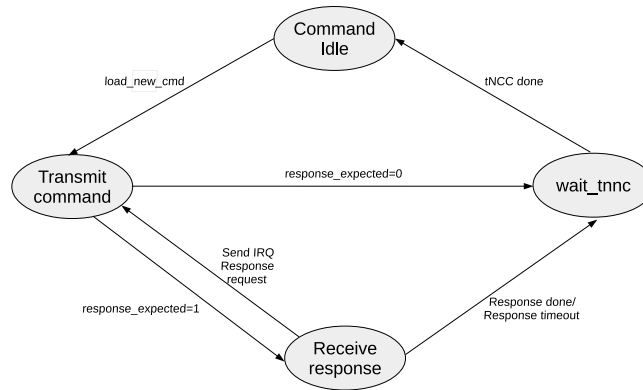 Command
Idle
load_new_cmd
tNCC done
Transmit
command
response_expected=0
wait_tnnc
Send IRQ
Response
request
response_expected=1
Response done/
Response timeout
Receive
response